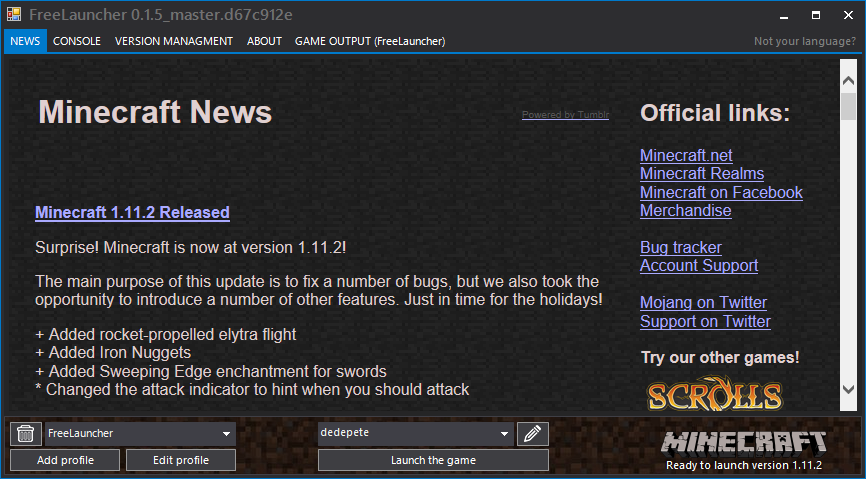 FreeLauncher 0.1.5_master.d67c912e
NEWS CONSOLE VERSION MANAGMENT ABOUT GAME OUTPUT (FreeLauncher) Not your language?
Minecraft News
Powered by Tumblr
Minecraft 1.11.2 Released
Surprise! Minecraft is now at version 1.11.2!
The main purpose of this update is to fix a number of bugs, but we also took the
opportunity to introduce a number of other features. Just in time for the holidays!
+ Added rocket-propelled elytra flight
+ Added Iron Nuggets
+ Added Sweeping Edge enchantment for swords
* Changed the attack indicator to hint when you should attack
Official links:
Minecraft.net
Minecraft Realms
Minecraft on Facebook
Merchandise
Bug tracker
Account Support
Mojang on Twitter
Support on Twitter
Try our other games!
SCROLLS
FreeLauncher
Add profile Edit profile
dedepete
Launch the game
MINECRAFT
Ready to launch version 1.11.2